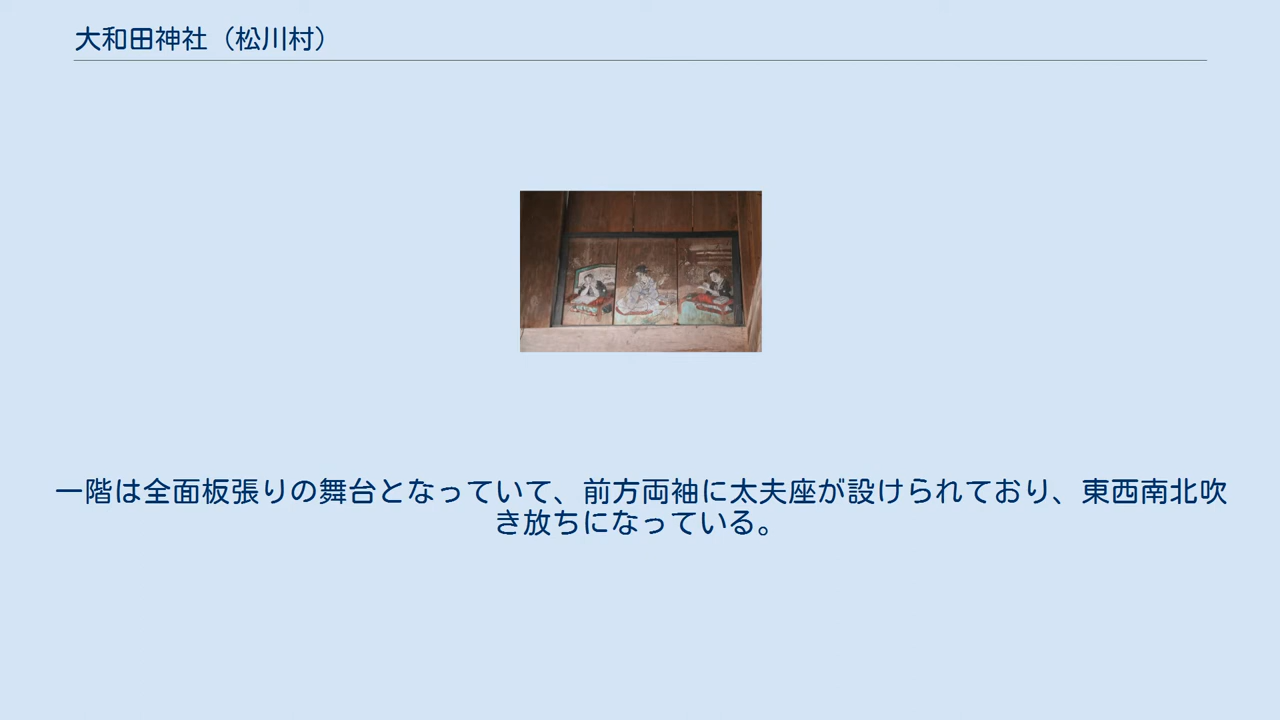 大和田神社（松川村）
一階は全面板張りの舞台となっていて、前方両袖に太夫座が設けられており、東西南北吹
き放ちになっている。